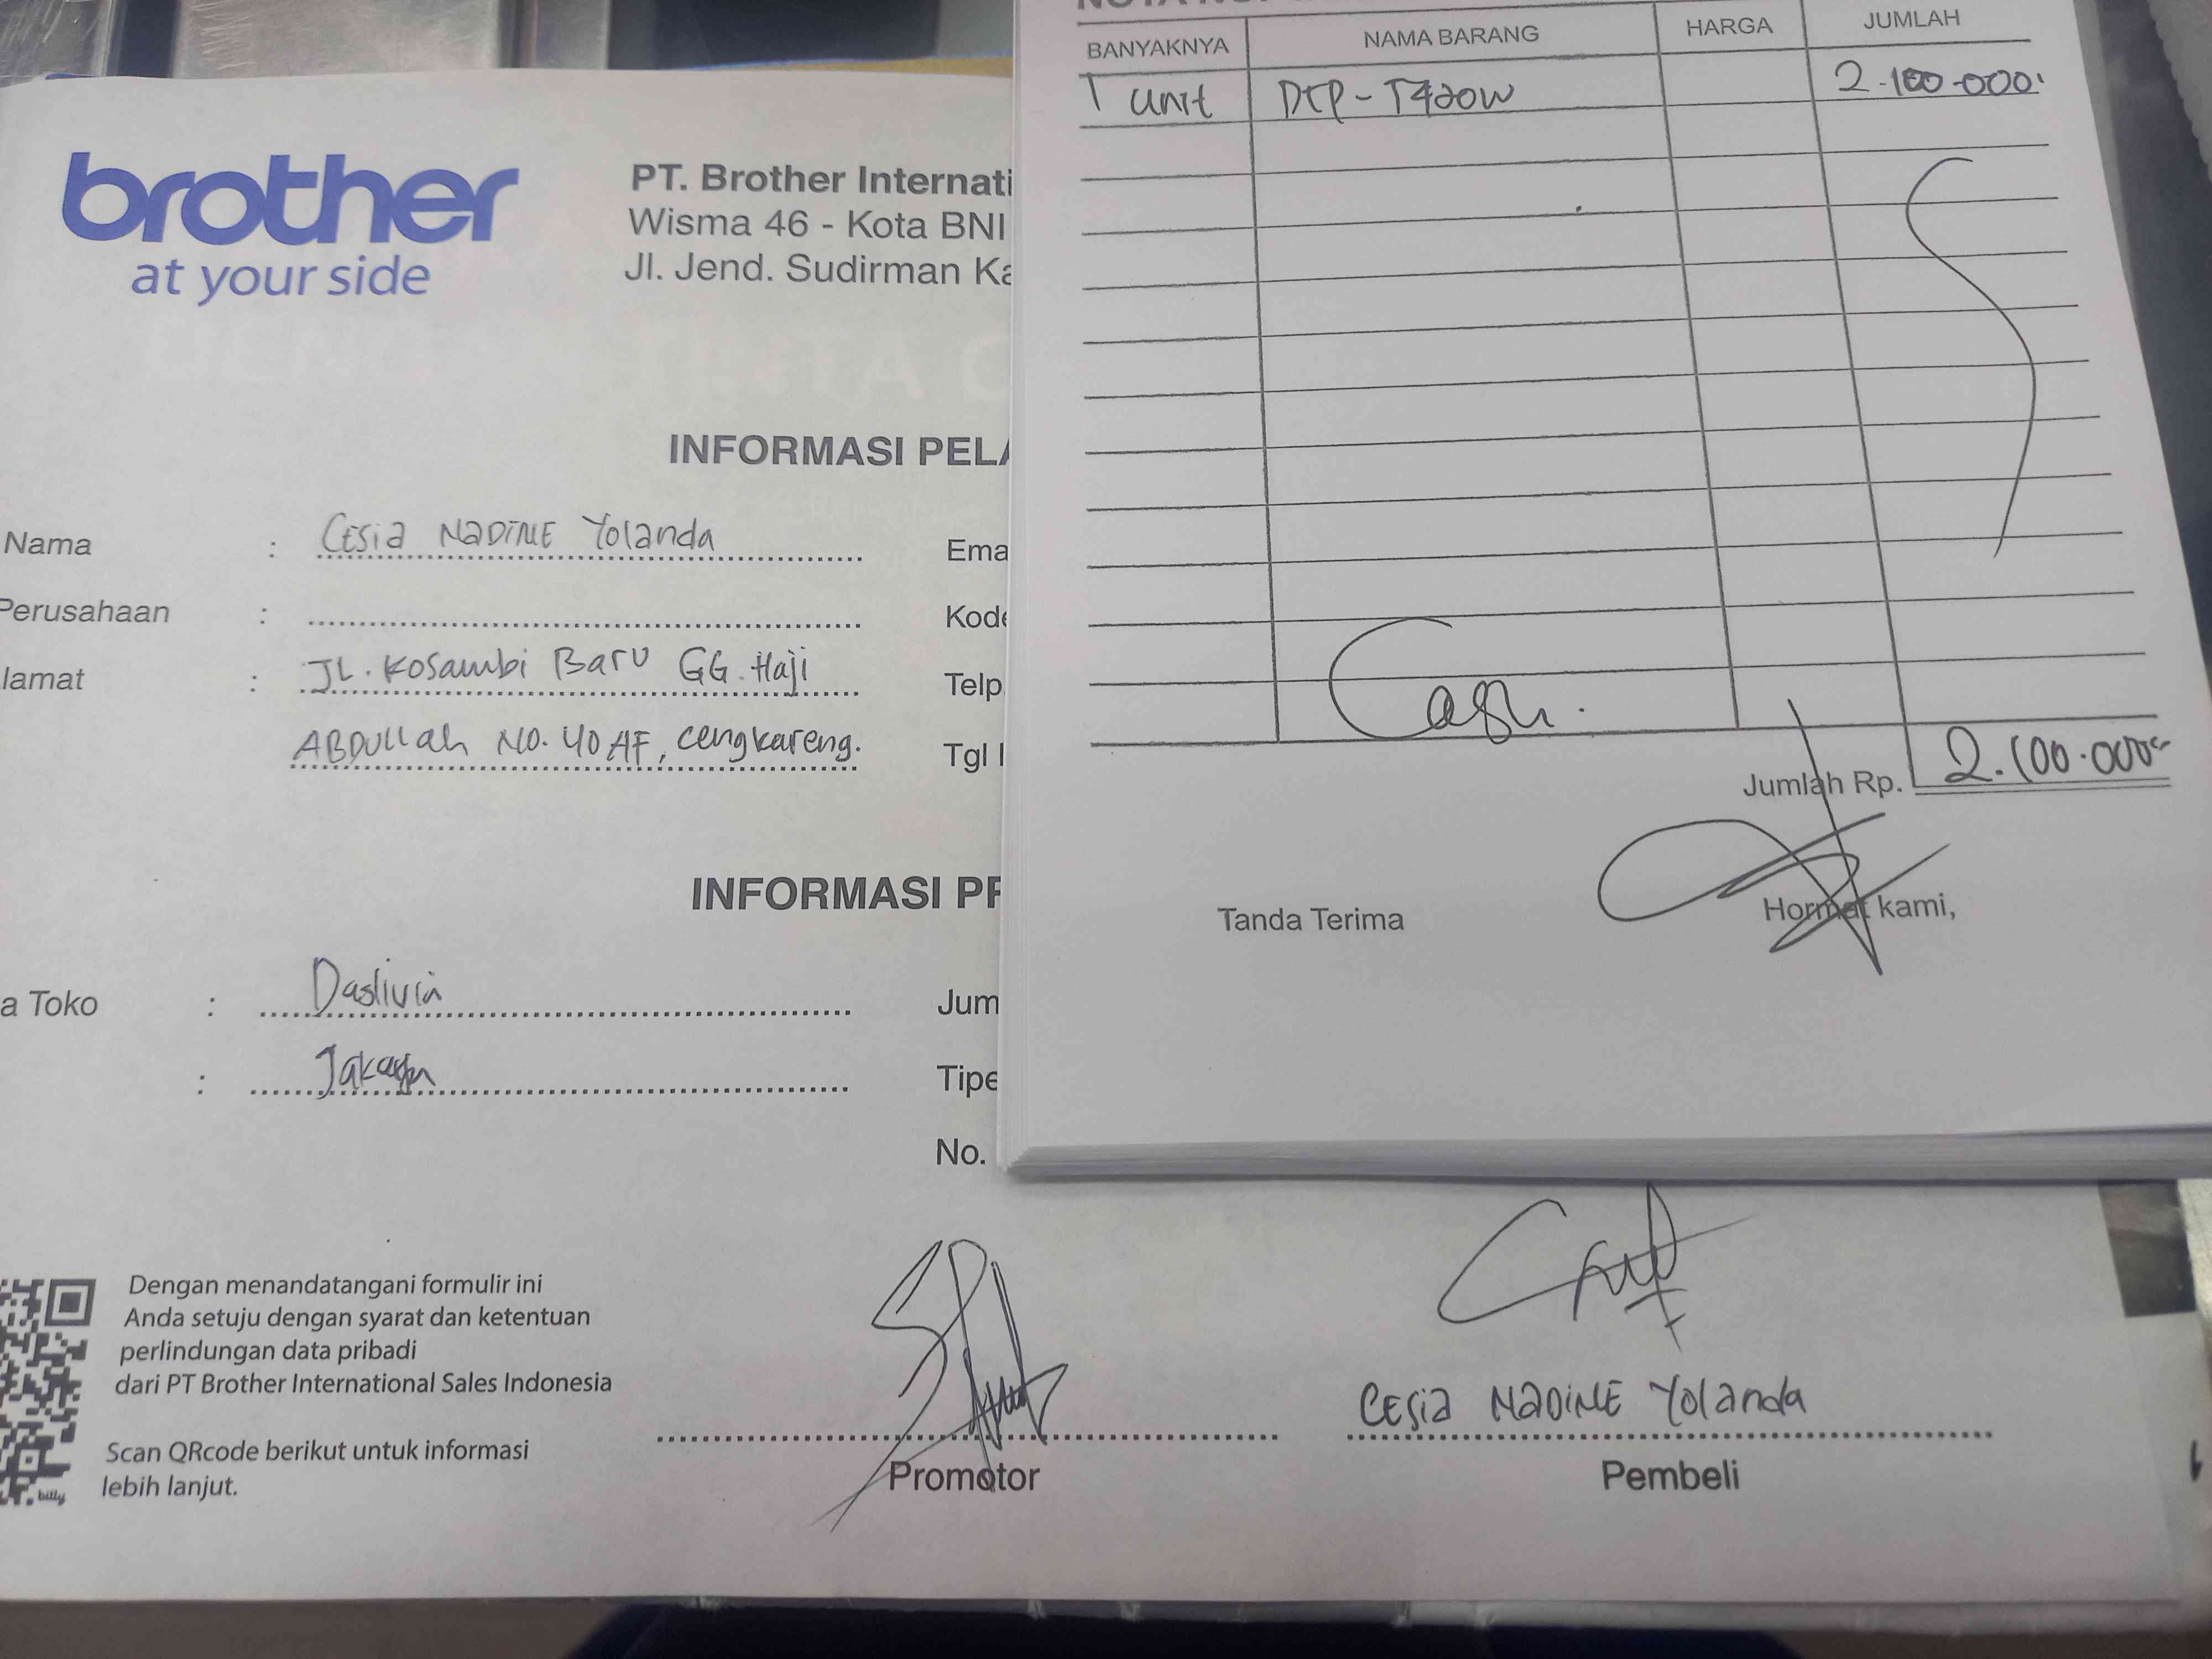 brother
at your side
PT. Brother Internati
Wisma 46 - Kota BNI
Jl. Jend. Sudirman Ka
INFORMASI PELA
Nama : Cesia Nadine Yolanda
Ema
Perusahaan :
Kode
lamat : JL. Kosambi Baru GG. Haji
Telp
Abdullah No. 40 AF, cengkareng.
Tgl l
INFORMASI PR
a Toko :
Jum
:
Tipe
No.
Dengan menandatangani formulir ini
Anda setuju dengan syarat dan ketentuan
perlindungan data pribadi
dari PT Brother International Sales Indonesia
Scan QRcode berikut untuk informasi
lebih lanjut.
billy
Promotor
Cesia Nadine Yolanda
Pembeli
BANYAKNYA NAMA BARANG HARGA JUMLAH
1 unit DCP-T420W 2.100.000
Cash.
Jumlah Rp. 2.100.000
Tanda Terima Hormat kami,